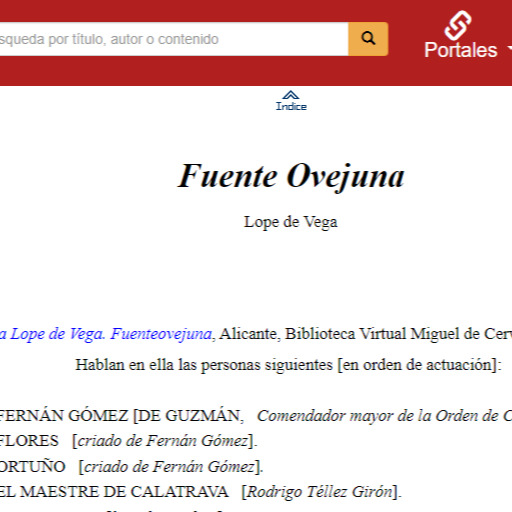 squeda por título, autor o contenido
Portales
Índice
Fuente Ovejuna
Lope de Vega
a Lope de Vega. Fuenteovejuna, Alicante, Biblioteca Virtual Miguel de Cerv
Hablan en ella las personas siguientes [en orden de actuación]:
FERNÁN GÓMEZ [DE GUZMÁN, Comendador mayor de la Orden de C
FLORES [criado de Fernán Gómez].
ORTUÑO [criado de Fernán Gómez].
EL MAESTRE DE CALATRAVA [Rodrigo Téllez Girón].